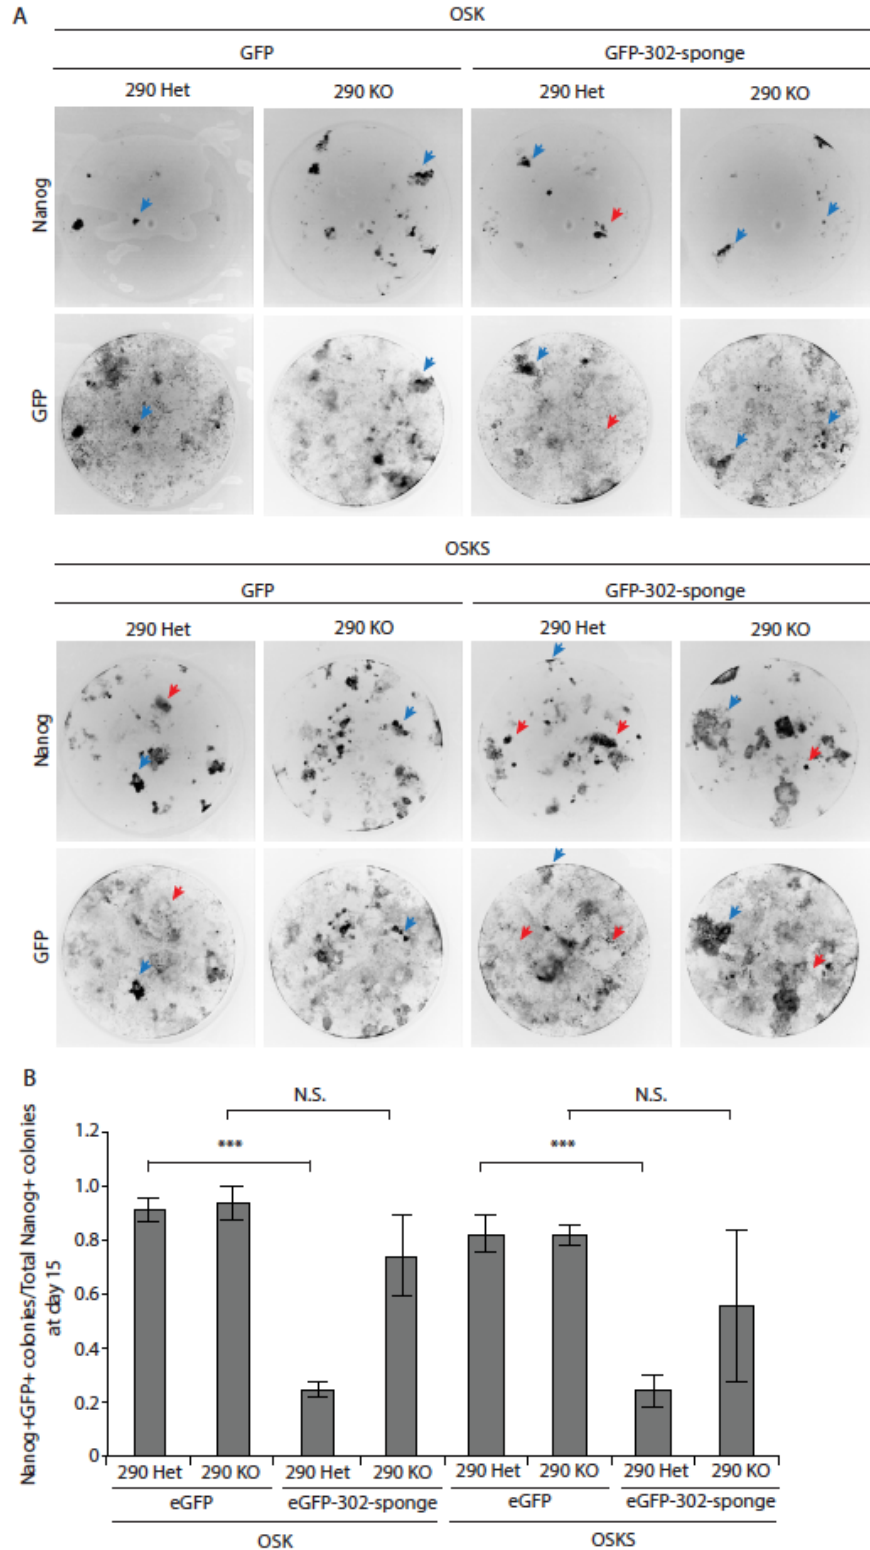 A
OSK
GFP GFP-302-sponge
290 Het 290 KO 290 Het 290 KO
Nanog
GFP
OSKS
GFP GFP-302-sponge
290 Het 290 KO 290 Het 290 KO
Nanog
GFP
B
N.S. N.S.
*** ***
Nanog+GFP+ colonies/Total Nanog+ colonies
at day 15
1.2
1.0
0.8
0.6
0.4
0.2
0
290 Het 290 KO 290 Het 290 KO 290 Het 290 KO 290 Het 290 KO
eGFP eGFP-302-sponge eGFP eGFP-302-sponge
OSK OSKS